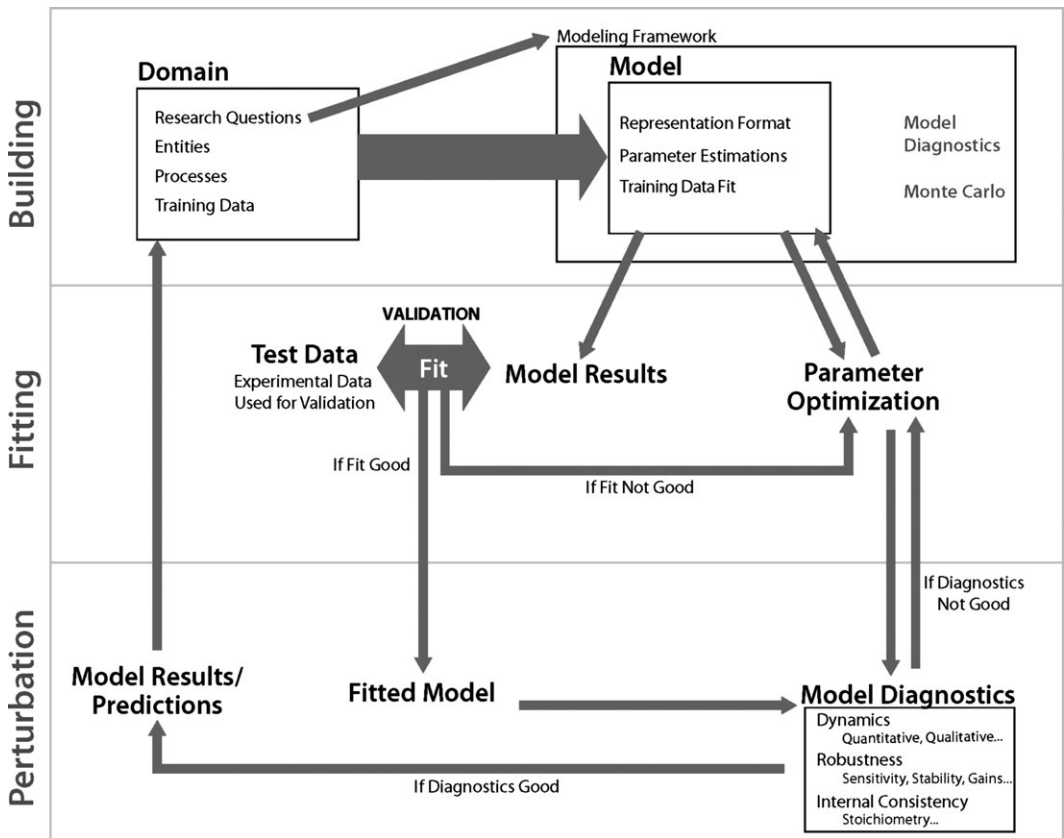 Building
Modeling Framework
Domain
Research Questions
Entities
Processes
Training Data
Model
Representation Format
Parameter Estimations
Training Data Fit
Model
Diagnostics
Monte Carlo
Fitting
VALIDATION
Test Data
Experimental Data
Used for Validation
Fit
Model Results
Parameter
Optimization
If Fit Good
If Fit Not Good
Perturbation
If Diagnostics
Not Good
Model Results/
Predictions
Fitted Model
Model Diagnostics
Dynamics
Quantitative, Qualitative...
Robustness
Sensitivity, Stability, Gains...
Internal Consistency
Stoichiometry...
If Diagnostics Good